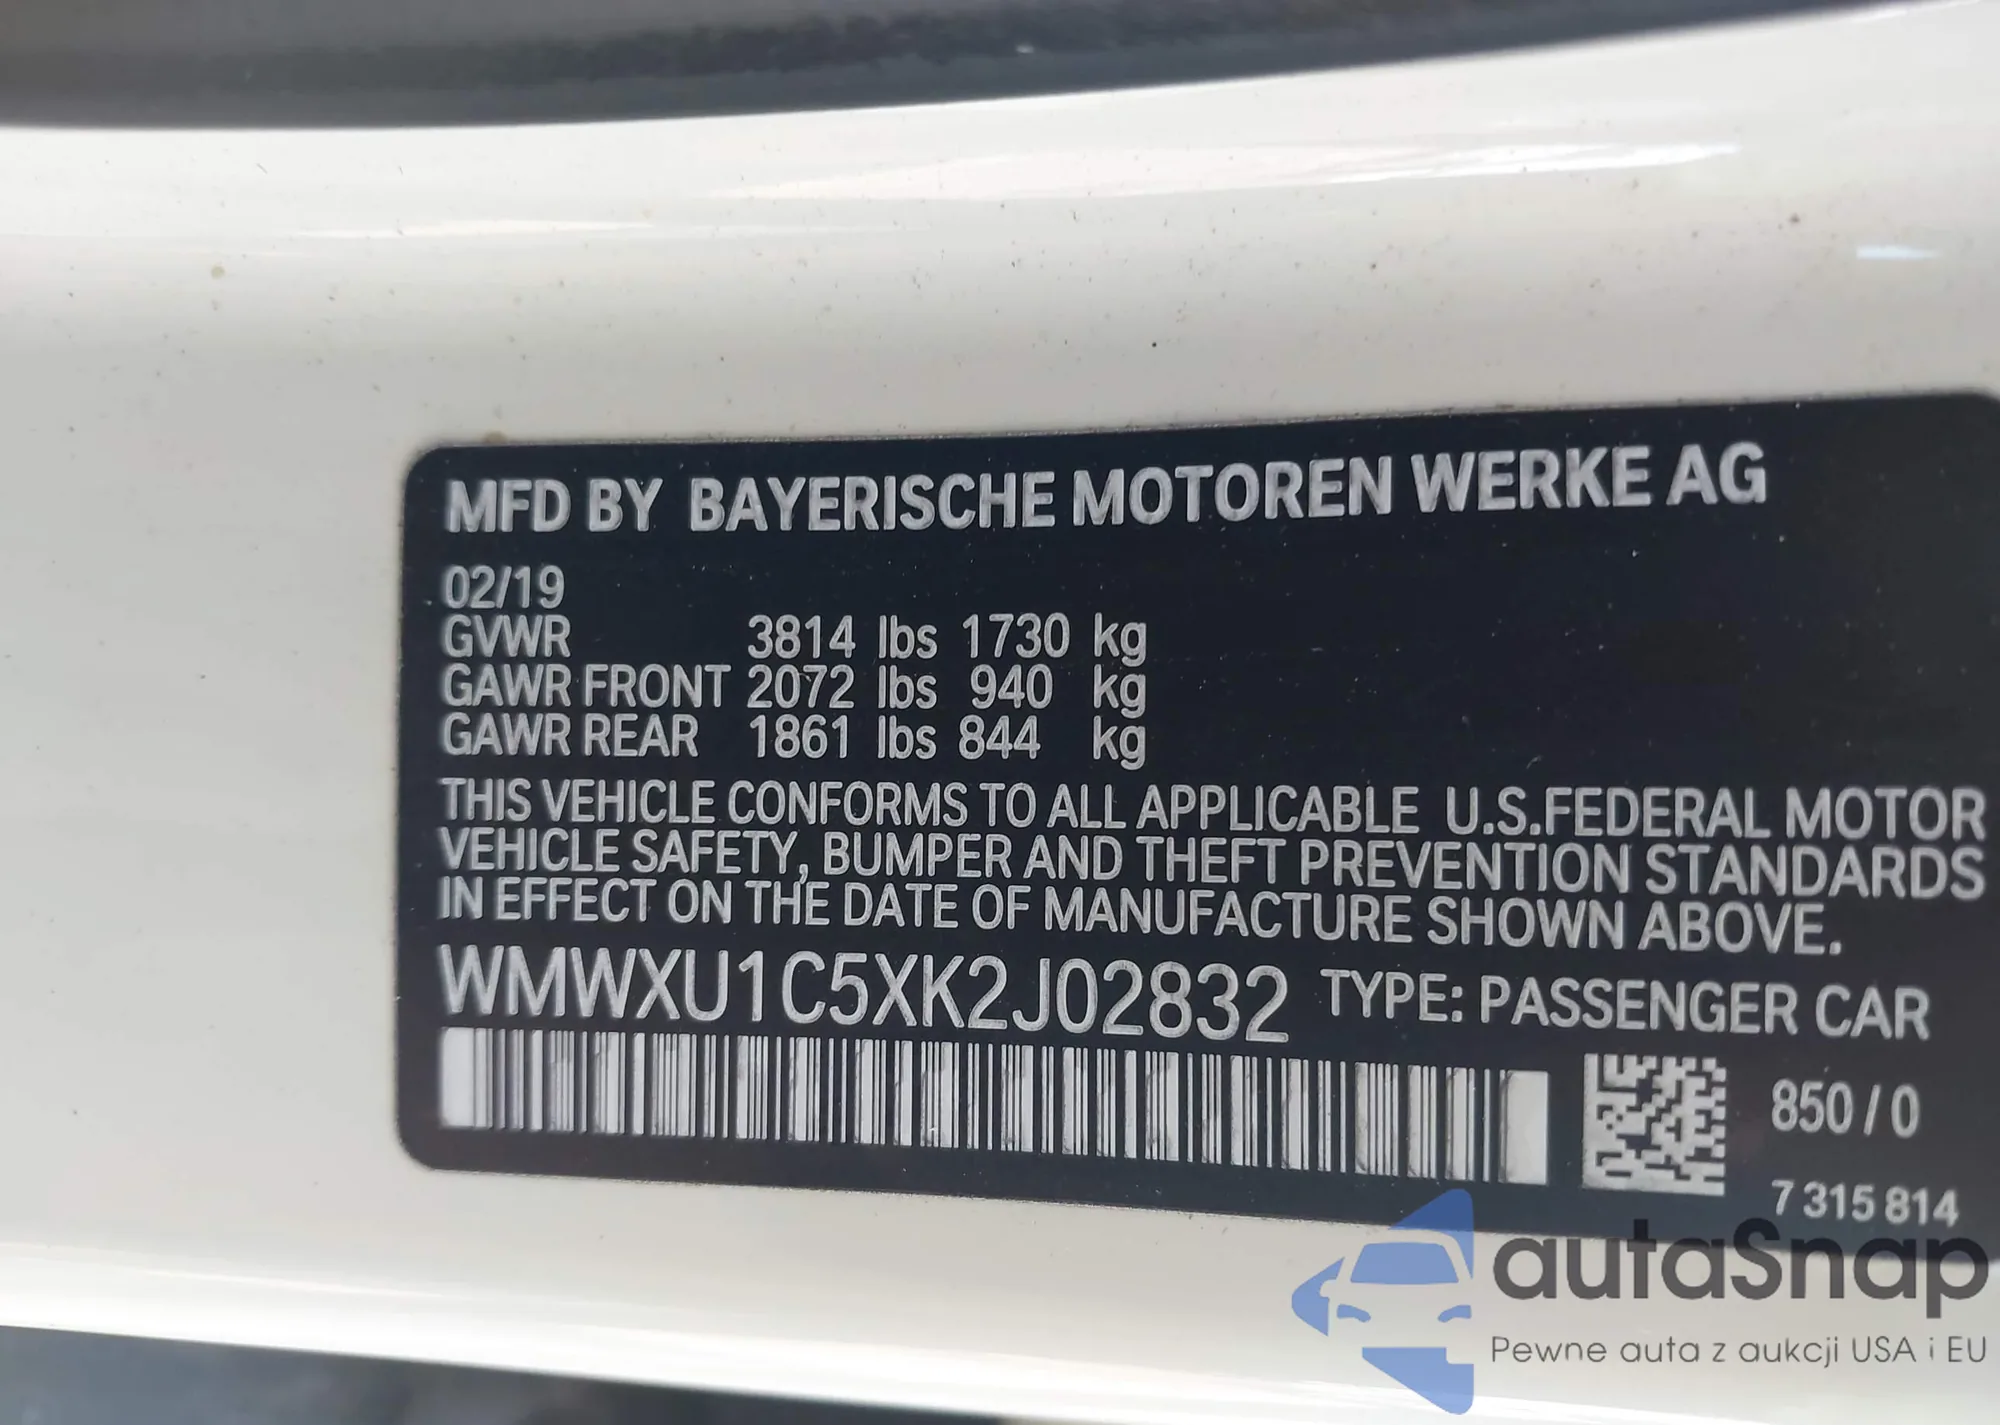 MFD BY BAYERISCHE MOTOREN WERKE AG
02/19
GVWR 3814 lbs 1730 kg
GAWR FRONT 2072 lbs 940 kg
GAWR REAR 1861 lbs 844 kg
THIS VEHICLE CONFORMS TO ALL APPLICABLE U.S.FEDERAL MOTOR
VEHICLE SAFETY, BUMPER AND THEFT PREVENTION STANDARDS
IN EFFECT ON THE DATE OF MANUFACTURE SHOWN ABOVE.
WMWXU1C5XK2J02832 TYPE: PASSENGER CAR
850/0
7 315 814
autaSnap
Pewne auta z aukcji USA i EU